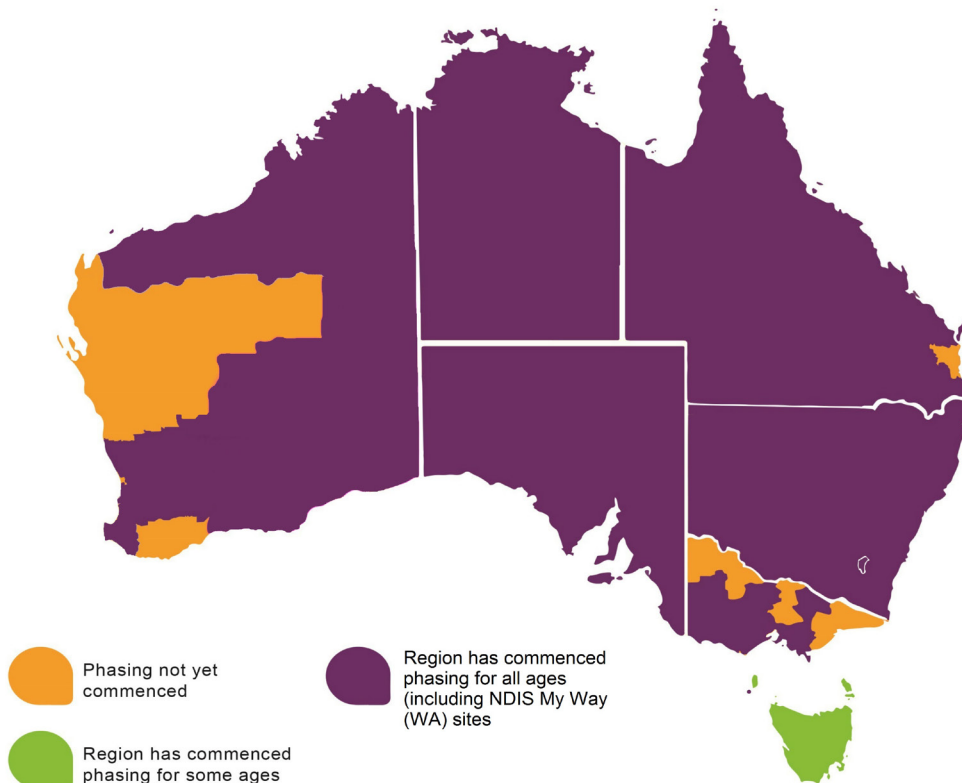 Phasing not yet
commenced
Region has commenced
phasing for some ages
Region has commenced
phasing for all ages
(including NDIS My Way
(WA) sites